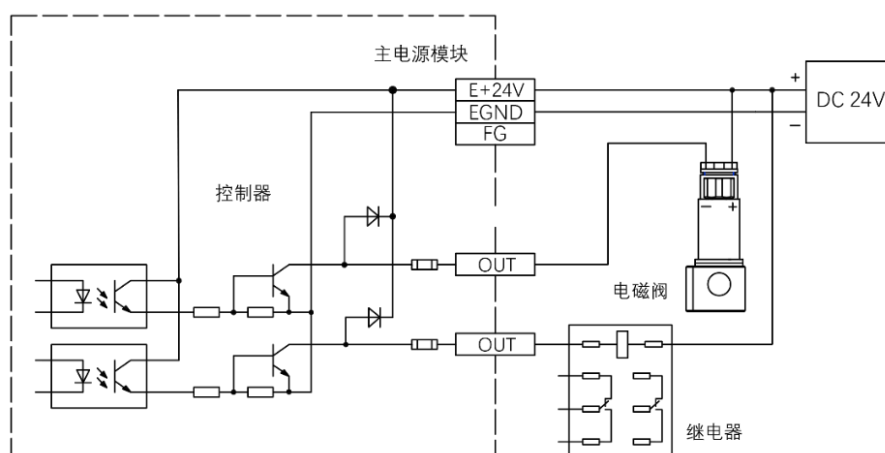 主电源模块
E+24V
EGND
FG
+
DC 24V
−
控制器
− +
OUT
电磁阀
OUT
继电器